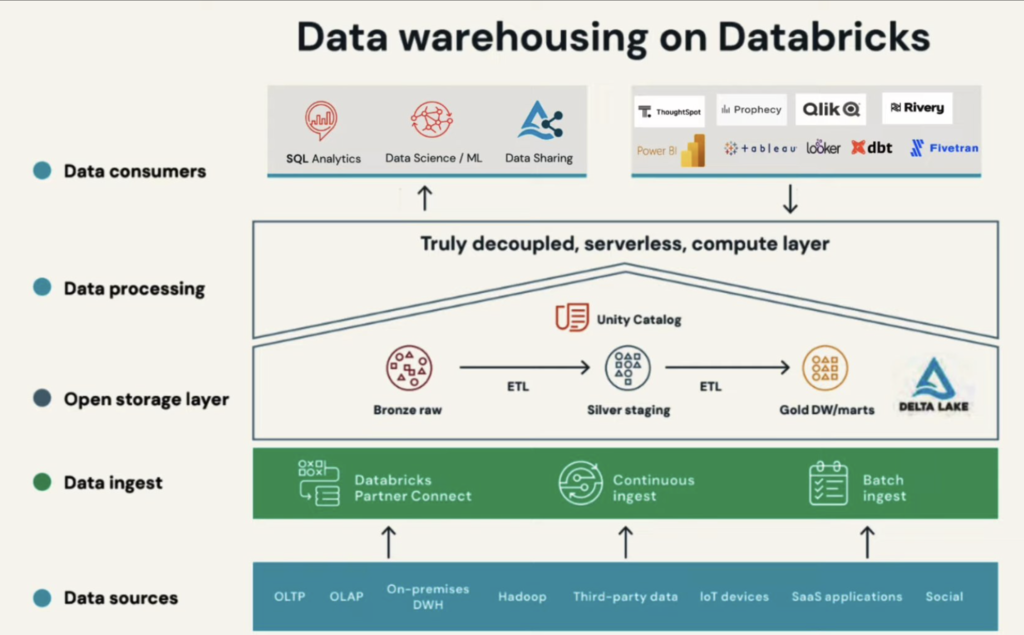 Data warehousing on Databricks
Data consumers
SQL Analytics
Data Science / ML
Data Sharing
ThoughtSpot
Prophecy
Qlik
Rivery
Power BI
+ableau
looker
dbt
Fivetran
Data processing
Truly decoupled, serverless, compute layer
Unity Catalog
Open storage layer
Bronze raw
ETL
Silver staging
ETL
Gold DW/marts
DELTA LAKE
Data ingest
Databricks
Partner Connect
Continuous
ingest
Batch
ingest
Data sources
OLTP
OLAP
On-premises
DWH
Hadoop
Third-party data
IoT devices
SaaS applications
Social